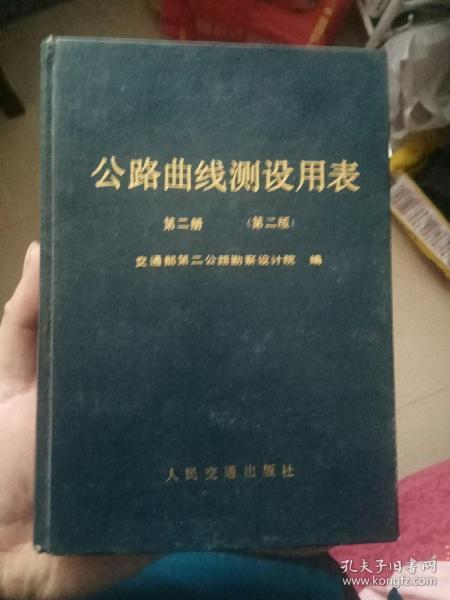 公路曲线测设用表
第二册 （第二版）
交通部第二公路勘察设计院 编
人民交通出版社
孔夫子旧书网
www.kongfz.com